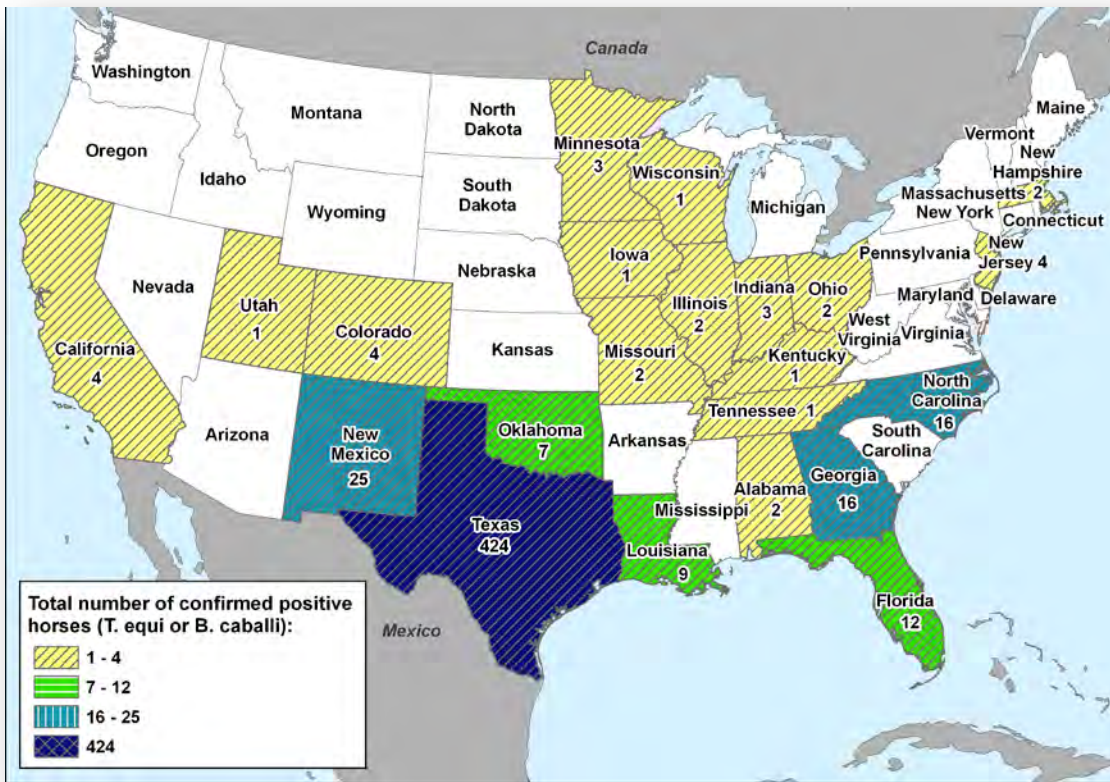 Canada
Washington
Montana
North
Dakota
Maine
Vermont
New
Hampshire
Oregon
Idaho
Minnesota
3
Wisconsin
1
South
Dakota
Massachusetts 2
New York
Wyoming
Michigan
Connecticut
Iowa
1
Nebraska
Pennsylvania
New
Jersey 4
Nevada
Utah
1
Illinois
2
Indiana
3
Ohio
2
Maryland
Delaware
California
4
Colorado
4
Kansas
Missouri
2
West
Virginia
Virginia
Kentucky
1
North
Carolina
16
Tennessee 1
Arizona
New
Mexico
25
Oklahoma
7
Arkansas
South
Carolina
Georgia
16
Alabama
2
Mississippi
Texas
424
Louisiana
9
Florida
12
Mexico
Total number of confirmed positive
horses (T. equi or B. caballi):
1 - 4
7 - 12
16 - 25
424